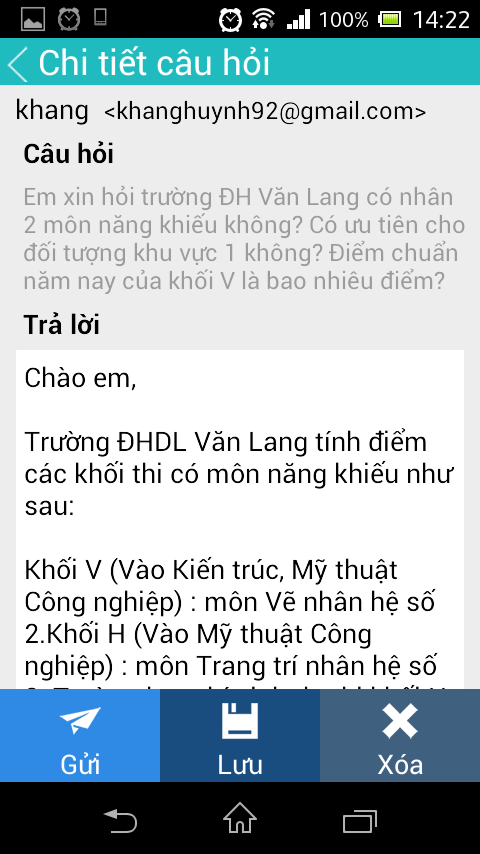 100% 14:22
Chi tiết câu hỏi
khang <khanghuynh92@gmail.com>
Câu hỏi
Em xin hỏi trường ĐH Văn Lang có nhân
2 môn năng khiếu không? Có ưu tiên cho
đối tượng khu vực 1 không? Điểm chuẩn
năm nay của khối V là bao nhiêu điểm?
Trả lời
Chào em,
Trường ĐHDL Văn Lang tính điểm
các khối thi có môn năng khiếu như
sau:
Khối V (Vào Kiến trúc, Mỹ thuật
Công nghiệp) : môn Vẽ nhân hệ số
2.Khối H (Vào Mỹ thuật Công
nghiệp) : môn Trang trí nhân hệ số
Gửi Lưu Xóa